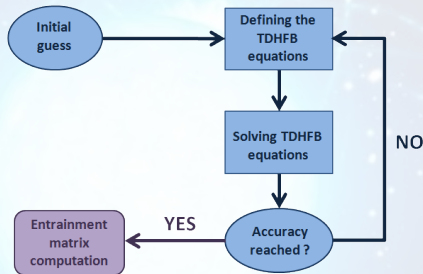 Initial
guess
Defining the
TDHFB
equations
Solving TDHFB
equations
NO
Accuracy
reached ?
YES
Entrainment
matrix
computation